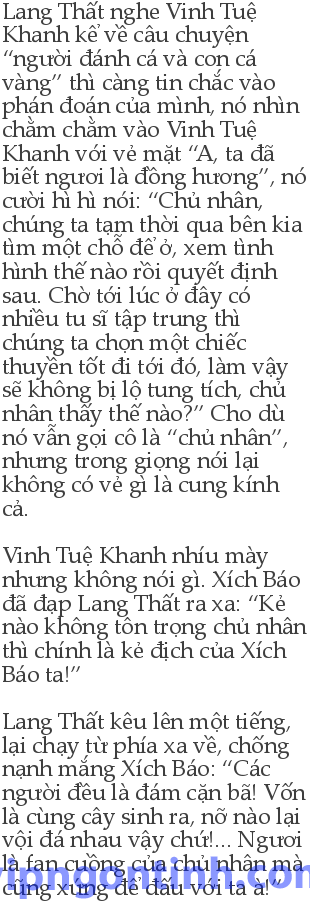 Lang Thất nghe Vinh Tuệ
Khanh kể về câu chuyện
“người đánh cá và con cá
vàng” thì càng tin chắc vào
phán đoán của mình, nó nhìn
chằm chằm vào Vinh Tuệ
Khanh với vẻ mặt “A, ta đã
biết ngươi là đồng hương”, nó
cười hì hì nói: “Chủ nhân,
chúng ta tạm thời qua bên kia
tìm một chỗ để ở, xem tình
hình thế nào rồi quyết định
sau. Chờ tới lúc ở đây có
nhiều tu sĩ tập trung thì
chúng ta chọn một chiếc
thuyền tốt đi tới đó, làm vậy
sẽ không bị lộ tung tích, chủ
nhân thấy thế nào?” Cho dù
nó vẫn gọi cô là “chủ nhân”,
nhưng trong giọng nói lại
không có vẻ gì là cung kính
cả.
Vinh Tuệ Khanh nhíu mày
nhưng không nói gì. Xích Báo
đã đạp Lang Thất ra xa: “Kẻ
nào không tôn trọng chủ nhân
thì chính là kẻ địch của Xích
Báo ta!”
Lang Thất kêu lên một tiếng,
lại chạy từ phía xa về, chống
nạnh mắng Xích Báo: “Các
người đều là đám cặn bã! Vốn
là cùng cây sinh ra, nỡ nào lại
vội đá nhau vậy chứ!... Ngươi
là fan cuồng của chủ nhân mà
cũng xứng để đấu với ta à!”
vipngontinh.com